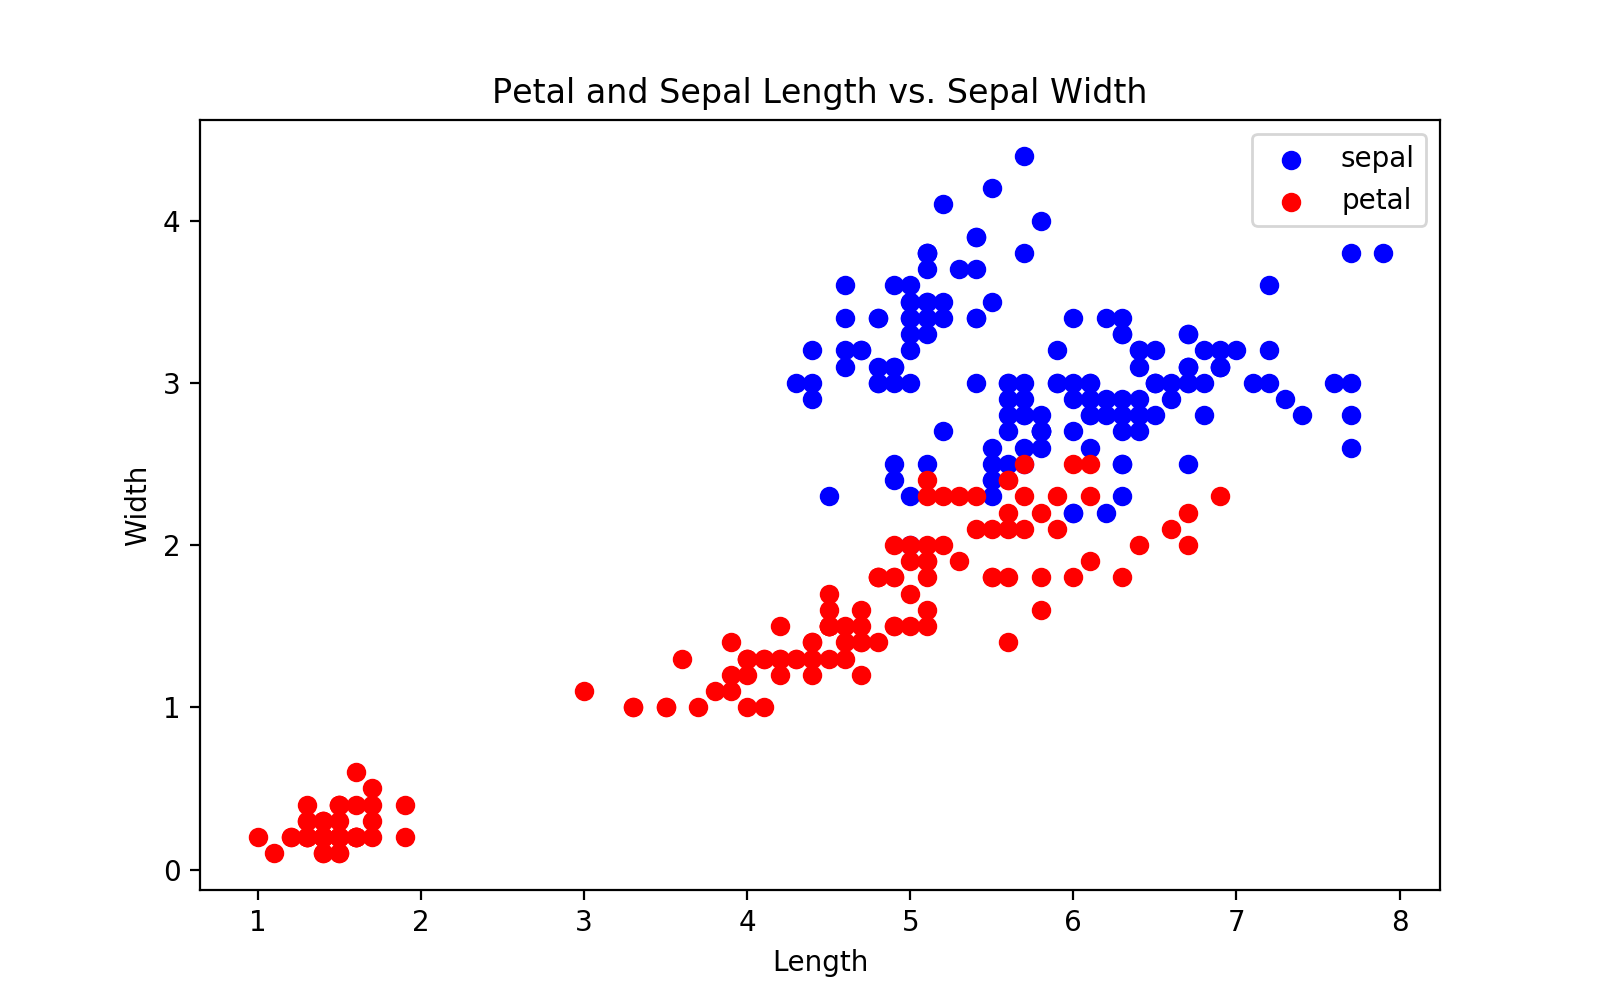 Petal and Sepal Length vs. Sepal Width
sepal
petal
4
3
2
1
0
Width
1 2 3 4 5 6 7 8
Length